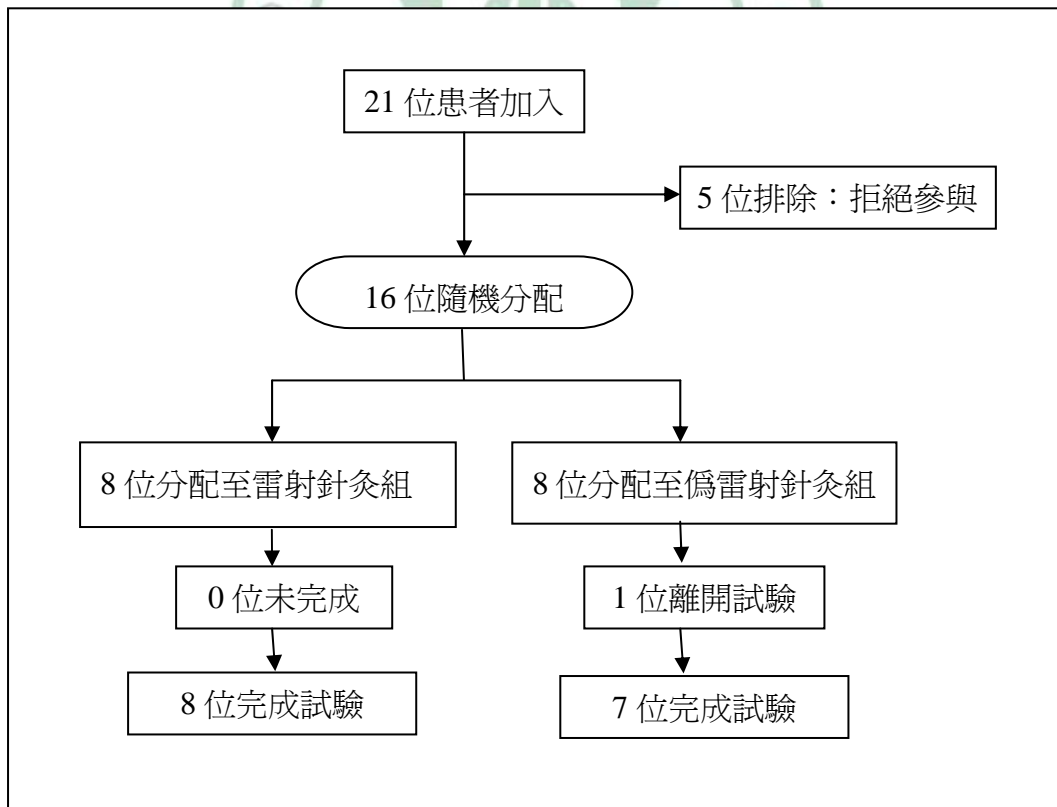 21 位患者加入
5 位排除：拒絕參與
16 位隨機分配
8 位分配至雷射針灸組
8 位分配至偽雷射針灸組
0 位未完成
1 位離開試驗
8 位完成試驗
7 位完成試驗